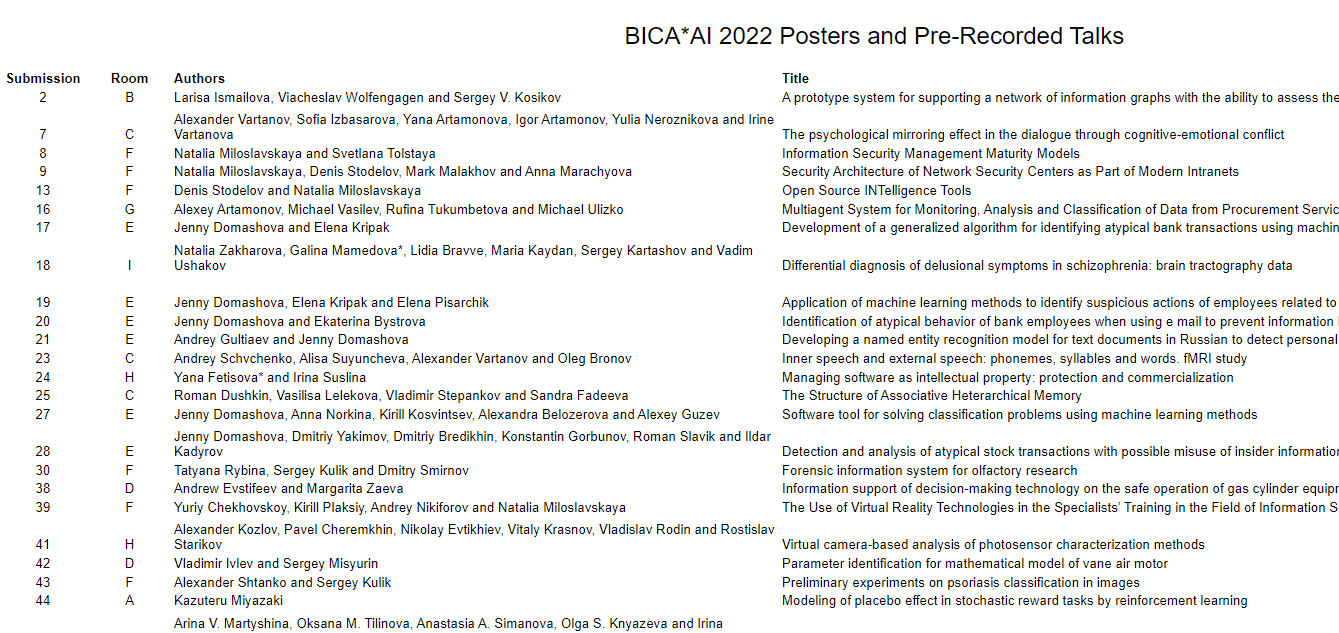 BICA*AI 2022 Posters and Pre-Recorded Talks
Submission Room Authors Title
2 B Larisa Ismailova, Viacheslav Wolfengagen and Sergey V. Kosikov A prototype system for supporting a network of information graphs with the ability to assess the
Alexander Vartanov, Sofia Izbasarova, Yana Artamonova, Igor Artamonov, Yulia Neroznikova and Irine
7 C Vartanova The psychological mirroring effect in the dialogue through cognitive-emotional conflict
8 F Natalia Miloslavskaya and Svetlana Tolstaya Information Security Management Maturity Models
9 F Natalia Miloslavskaya, Denis Stodelov, Mark Malakhov and Anna Marachyova Security Architecture of Network Security Centers as Part of Modern Intranets
13 F Denis Stodelov and Natalia Miloslavskaya Open Source INTelligence Tools
16 G Alexey Artamonov, Michael Vasilev, Rufina Tukumbetova and Michael Ulizko Multiagent System for Monitoring, Analysis and Classification of Data from Procurement Servic
17 E Jenny Domashova and Elena Kripak Development of a generalized algorithm for identifying atypical bank transactions using machin
Natalia Zakharova, Galina Mamedova*, Lidia Bravve, Maria Kaydan, Sergey Kartashov and Vadim
18 I Ushakov Differential diagnosis of delusional symptoms in schizophrenia: brain tractography data
19 E Jenny Domashova, Elena Kripak and Elena Pisarchik Application of machine learning methods to identify suspicious actions of employees related to
20 E Jenny Domashova and Ekaterina Bystrova Identification of atypical behavior of bank employees when using e mail to prevent information
21 E Andrey Gultiaev and Jenny Domashova Developing a named entity recognition model for text documents in Russian to detect personal
23 C Andrey Schvchenko, Alisa Suyuncheva, Alexander Vartanov and Oleg Bronov Inner speech and external speech: phonemes, syllables and words. fMRI study
24 H Yana Fetisova* and Irina Suslina Managing software as intellectual property: protection and commercialization
25 C Roman Dushkin, Vasilisa Lelekova, Vladimir Stepankov and Sandra Fadeeva The Structure of Associative Heterarchical Memory
27 E Jenny Domashova, Anna Norkina, Kirill Kosvintsev, Alexandra Belozerova and Alexey Guzev Software tool for solving classification problems using machine learning methods
Jenny Domashova, Dmitriy Yakimov, Dmitriy Bredikhin, Konstantin Gorbunov, Roman Slavik and Ildar
28 E Kadyrov Detection and analysis of atypical stock transactions with possible misuse of insider information
30 F Tatyana Rybina, Sergey Kulik and Dmitry Smirnov Forensic information system for olfactory research
38 D Andrew Evstifeev and Margarita Zaeva Information support of decision-making technology on the safe operation of gas cylinder equipm
39 F Yuriy Chekhovskoy, Kirill Plaksiy, Andrey Nikiforov and Natalia Miloslavskaya The Use of Virtual Reality Technologies in the Specialists' Training in the Field of Information S
Alexander Kozlov, Pavel Cheremkhin, Nikolay Evtikhiev, Vitaly Krasnov, Vladislav Rodin and Rostislav
41 H Starikov Virtual camera-based analysis of photosensor characterization methods
42 D Vladimir Ivlev and Sergey Misyurin Parameter identification for mathematical model of vane air motor
43 F Alexander Shtanko and Sergey Kulik Preliminary experiments on psoriasis classification in images
44 A Kazuteru Miyazaki Modeling of placebo effect in stochastic reward tasks by reinforcement learning
Arina V. Martyshina, Oksana M. Tilinova, Anastasia A. Simanova, Olga S. Knyazeva and Irina